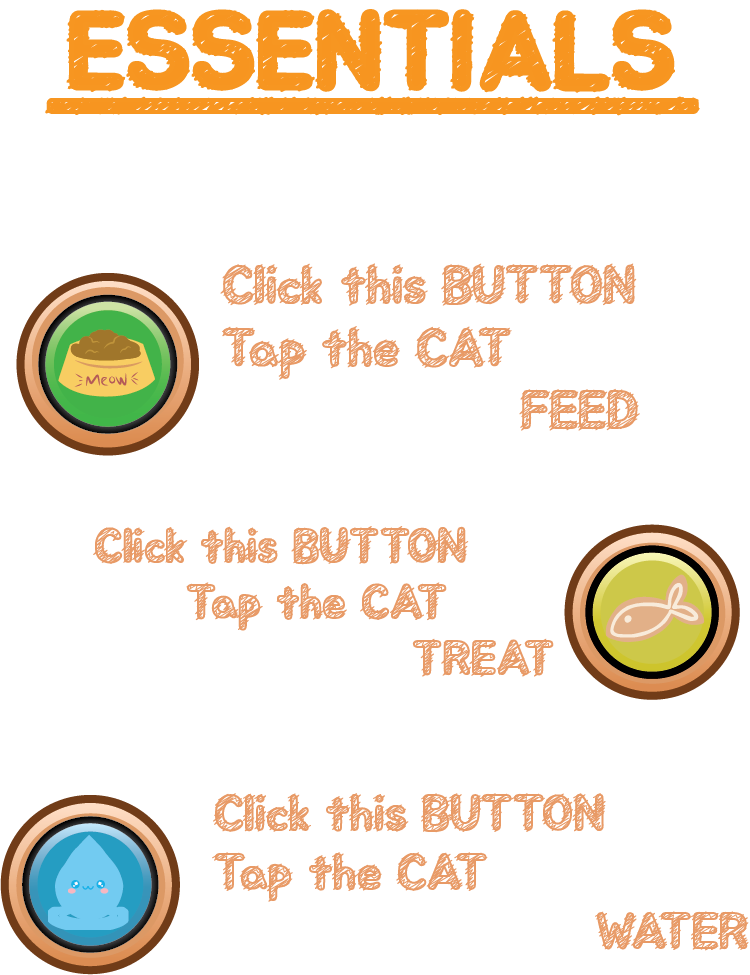 ESSENTIALS
Click this BUTTON
Tap the CAT
FEED
Meow
Click this BUTTON
Tap the CAT
TREAT
Click this BUTTON
Tap the CAT
WATER